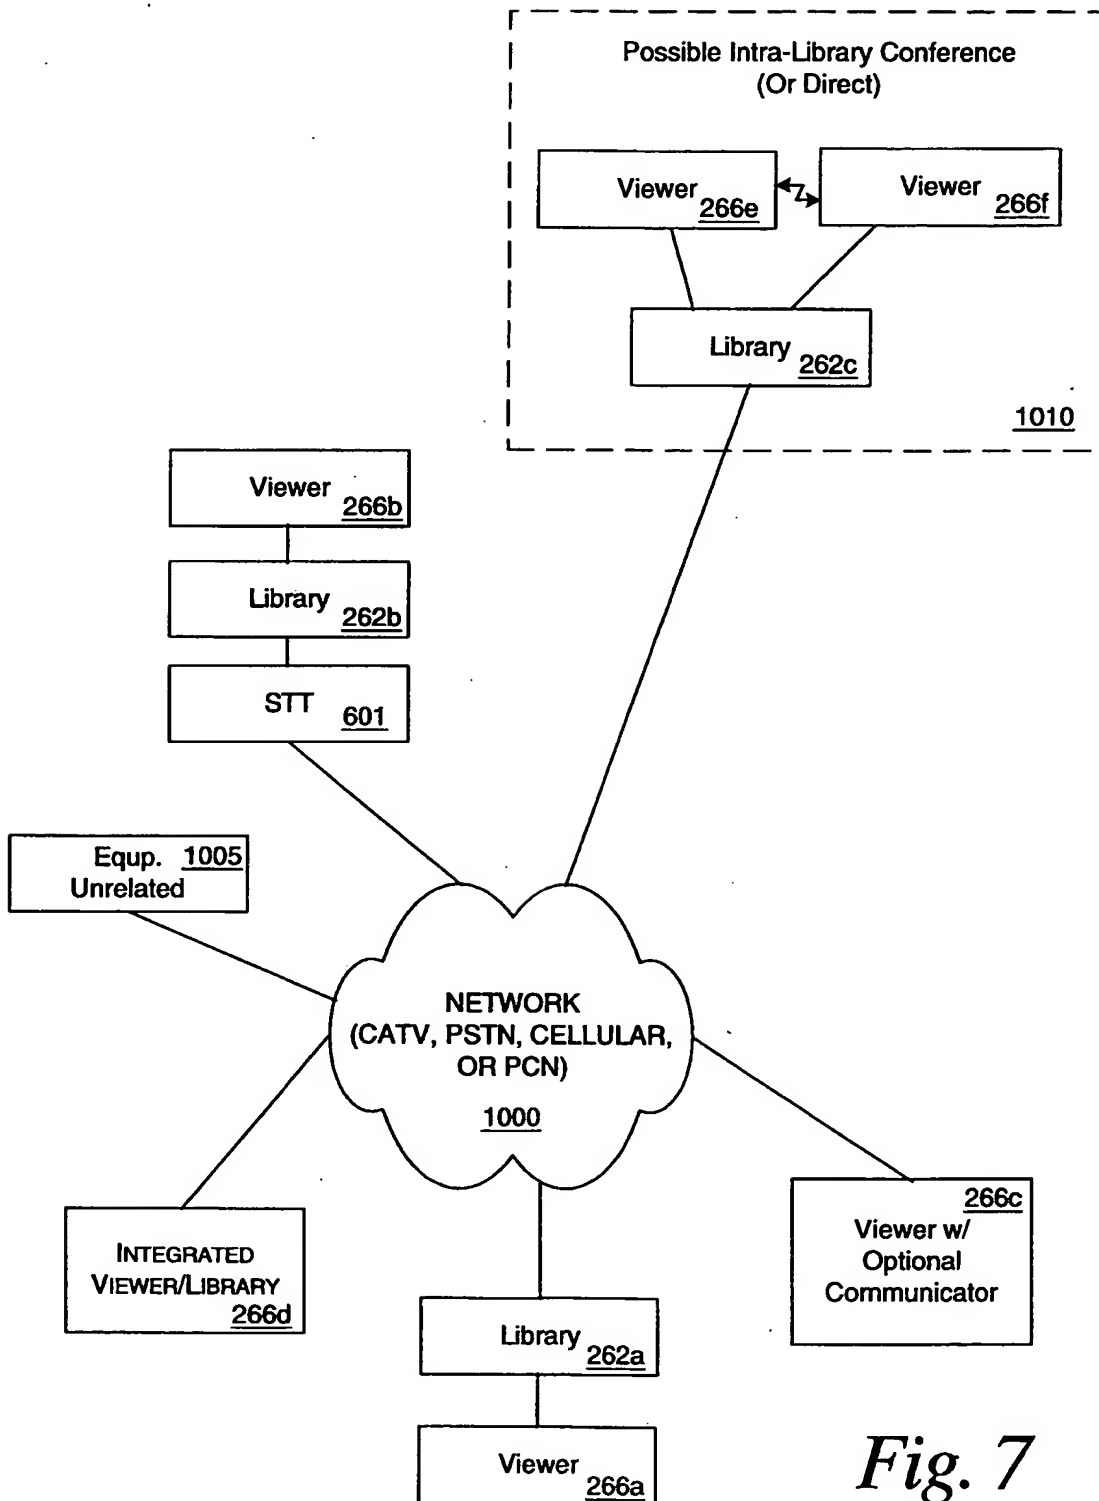 Possible Intra-Library Conference
(Or Direct)
Viewer 266e
Viewer 266f
Library 262c
1010
Viewer 266b
Library 262b
STT 601
Equp. 1005
Unrelated
NETWORK
(CATV, PSTN, CELLULAR,
OR PCN)
1000
266c
Viewer w/
Optional
Communicator
INTEGRATED
VIEWER/LIBRARY
266d
Library 262a
Viewer 266a
Fig. 7